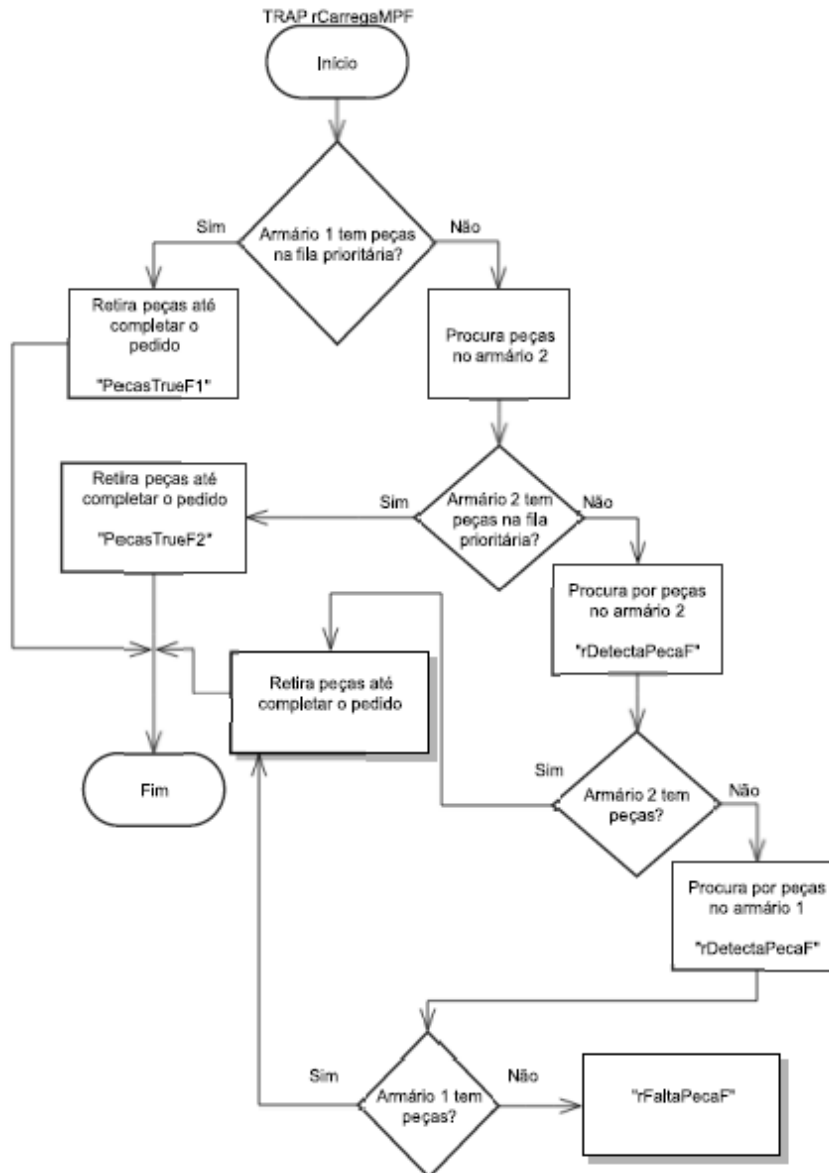 TRAP rCarregaMPF
Início
Sim
Não
Armário 1 tem peças
na fila prioritária?
Retira peças até
completar o
pedido
"PecasTrueF1"
Procura peças
no armário 2
Retira peças até
completar o pedido
"PecasTrueF2"
Sim
Não
Armário 2 tem
peças na fila
prioritária?
Procura por peças
no armário 2
"rDetectaPecaF"
Retira peças até
completar o pedido
Fim
Sim
Não
Armário 2 tem
peças?
Procura por peças
no armário 1
"rDetectaPecaF"
Sim
Não
Armário 1 tem
peças?
"rFaltaPecaF"